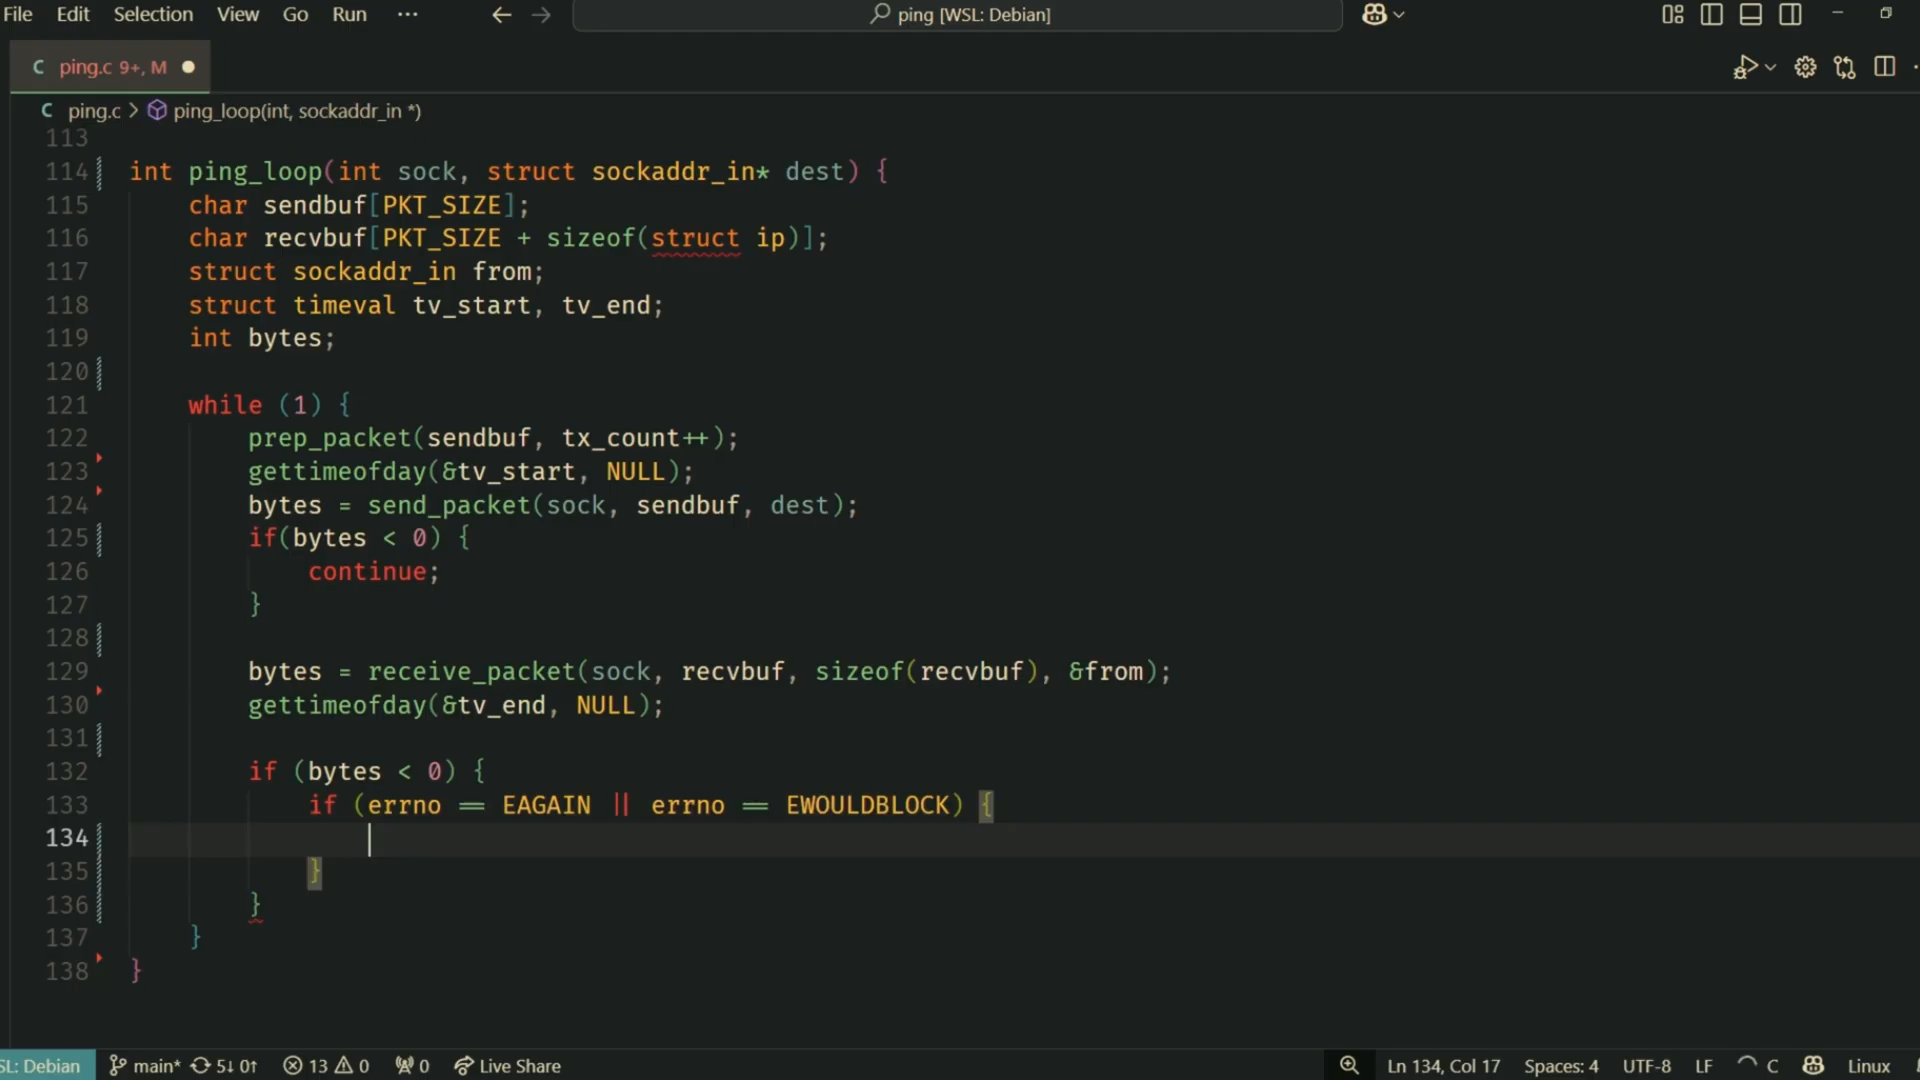 File Edit Selection View Go Run ··· ← → ping [WSL: Debian]
C ping.c 9+, M
C ping.c > ping_loop(int, sockaddr_in *)
113
114 int ping_loop(int sock, struct sockaddr_in* dest) {
115 char sendbuf[PKT_SIZE];
116 char recvbuf[PKT_SIZE + sizeof(struct ip)];
117 struct sockaddr_in from;
118 struct timeval tv_start, tv_end;
119 int bytes;
120
121 while (1) {
122 prep_packet(sendbuf, tx_count++);
123 gettimeofday(&tv_start, NULL);
124 bytes = send_packet(sock, sendbuf, dest);
125 if(bytes < 0) {
126 continue;
127 }
128
129 bytes = receive_packet(sock, recvbuf, sizeof(recvbuf), &from);
130 gettimeofday(&tv_end, NULL);
131
132 if (bytes < 0) {
133 if (errno == EAGAIN || errno == EWOULDBLOCK) {
134
135 }
136 }
137 }
138 }
SL: Debian main* 5↓ 0↑ 13 0 0 Live Share Ln 134, Col 17 Spaces: 4 UTF-8 LF C Linux